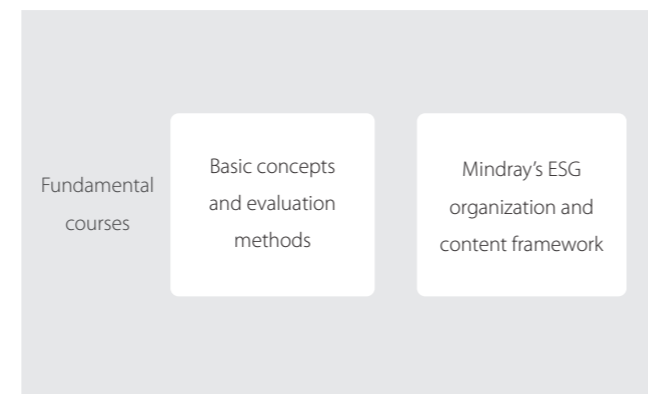 Fundamental
courses
Basic concepts
and evaluation
methods
Mindray’s ESG
organization and
content framework